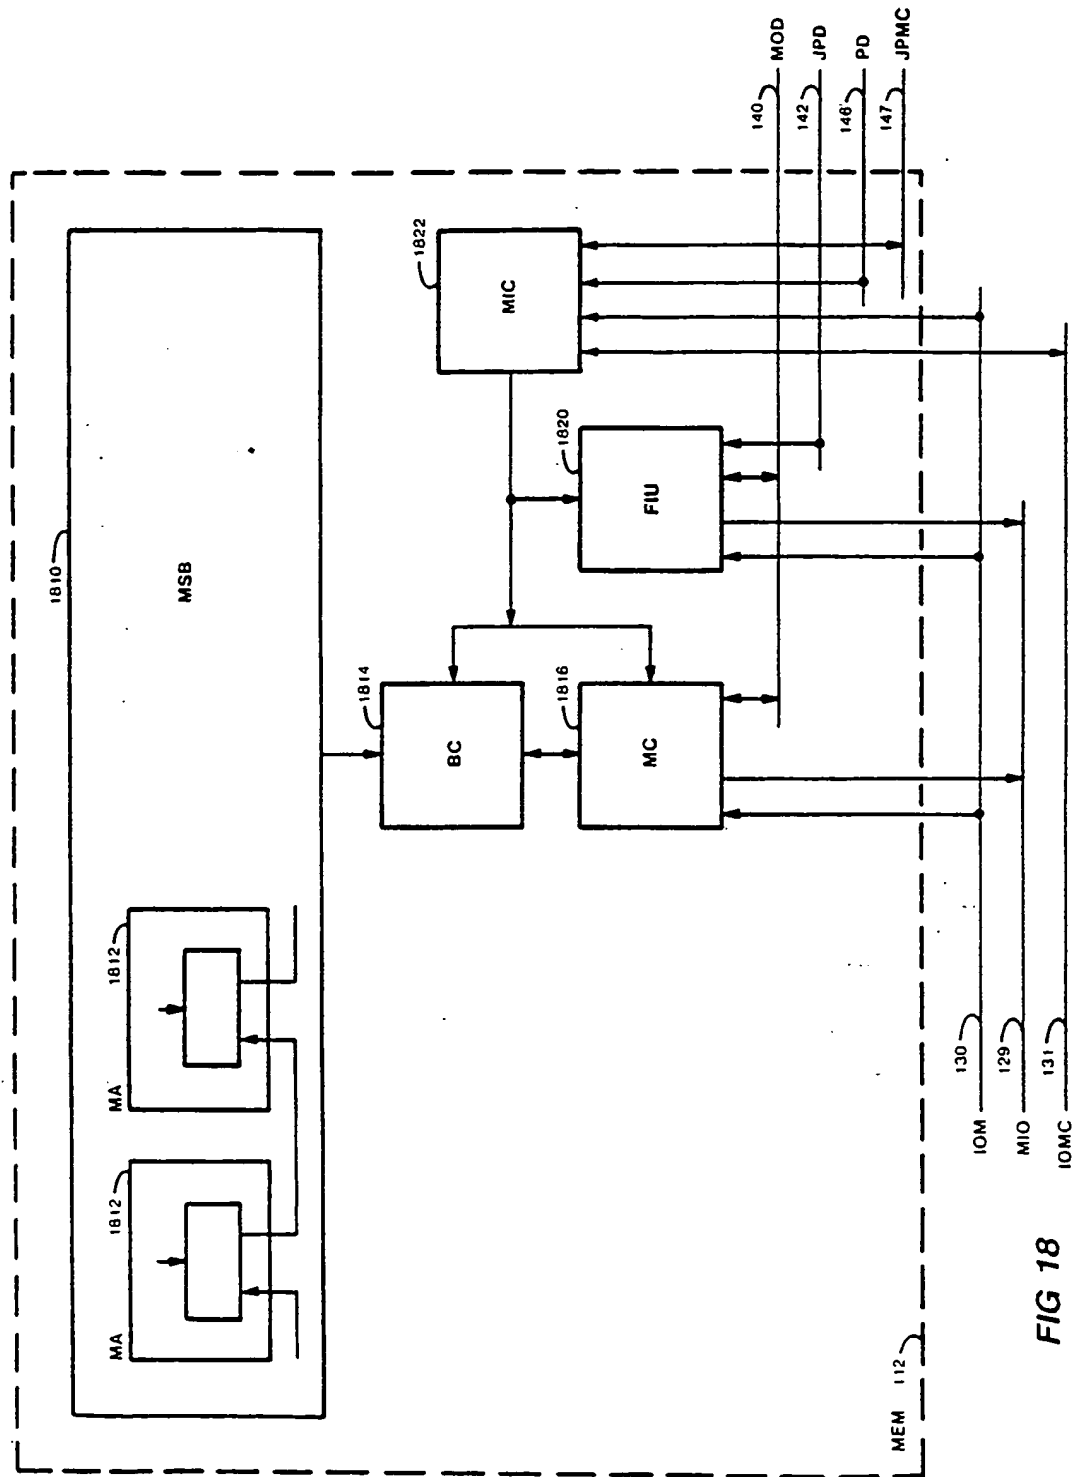 1810
MSB
MA
1812
MA
1812
1814
BC
1816
MC
1820
FIU
1822
MIC
140
MOD
142
JPD
146
PD
147
JPMC
MEM 112
IOM
130
MIO
129
IOMC
131
FIG 18